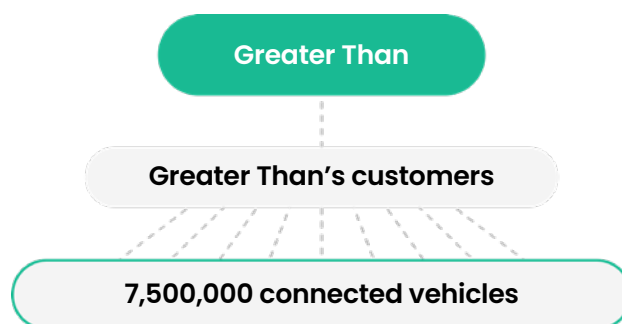 Greater Than
Greater Than’s customers
7,500,000 connected vehicles